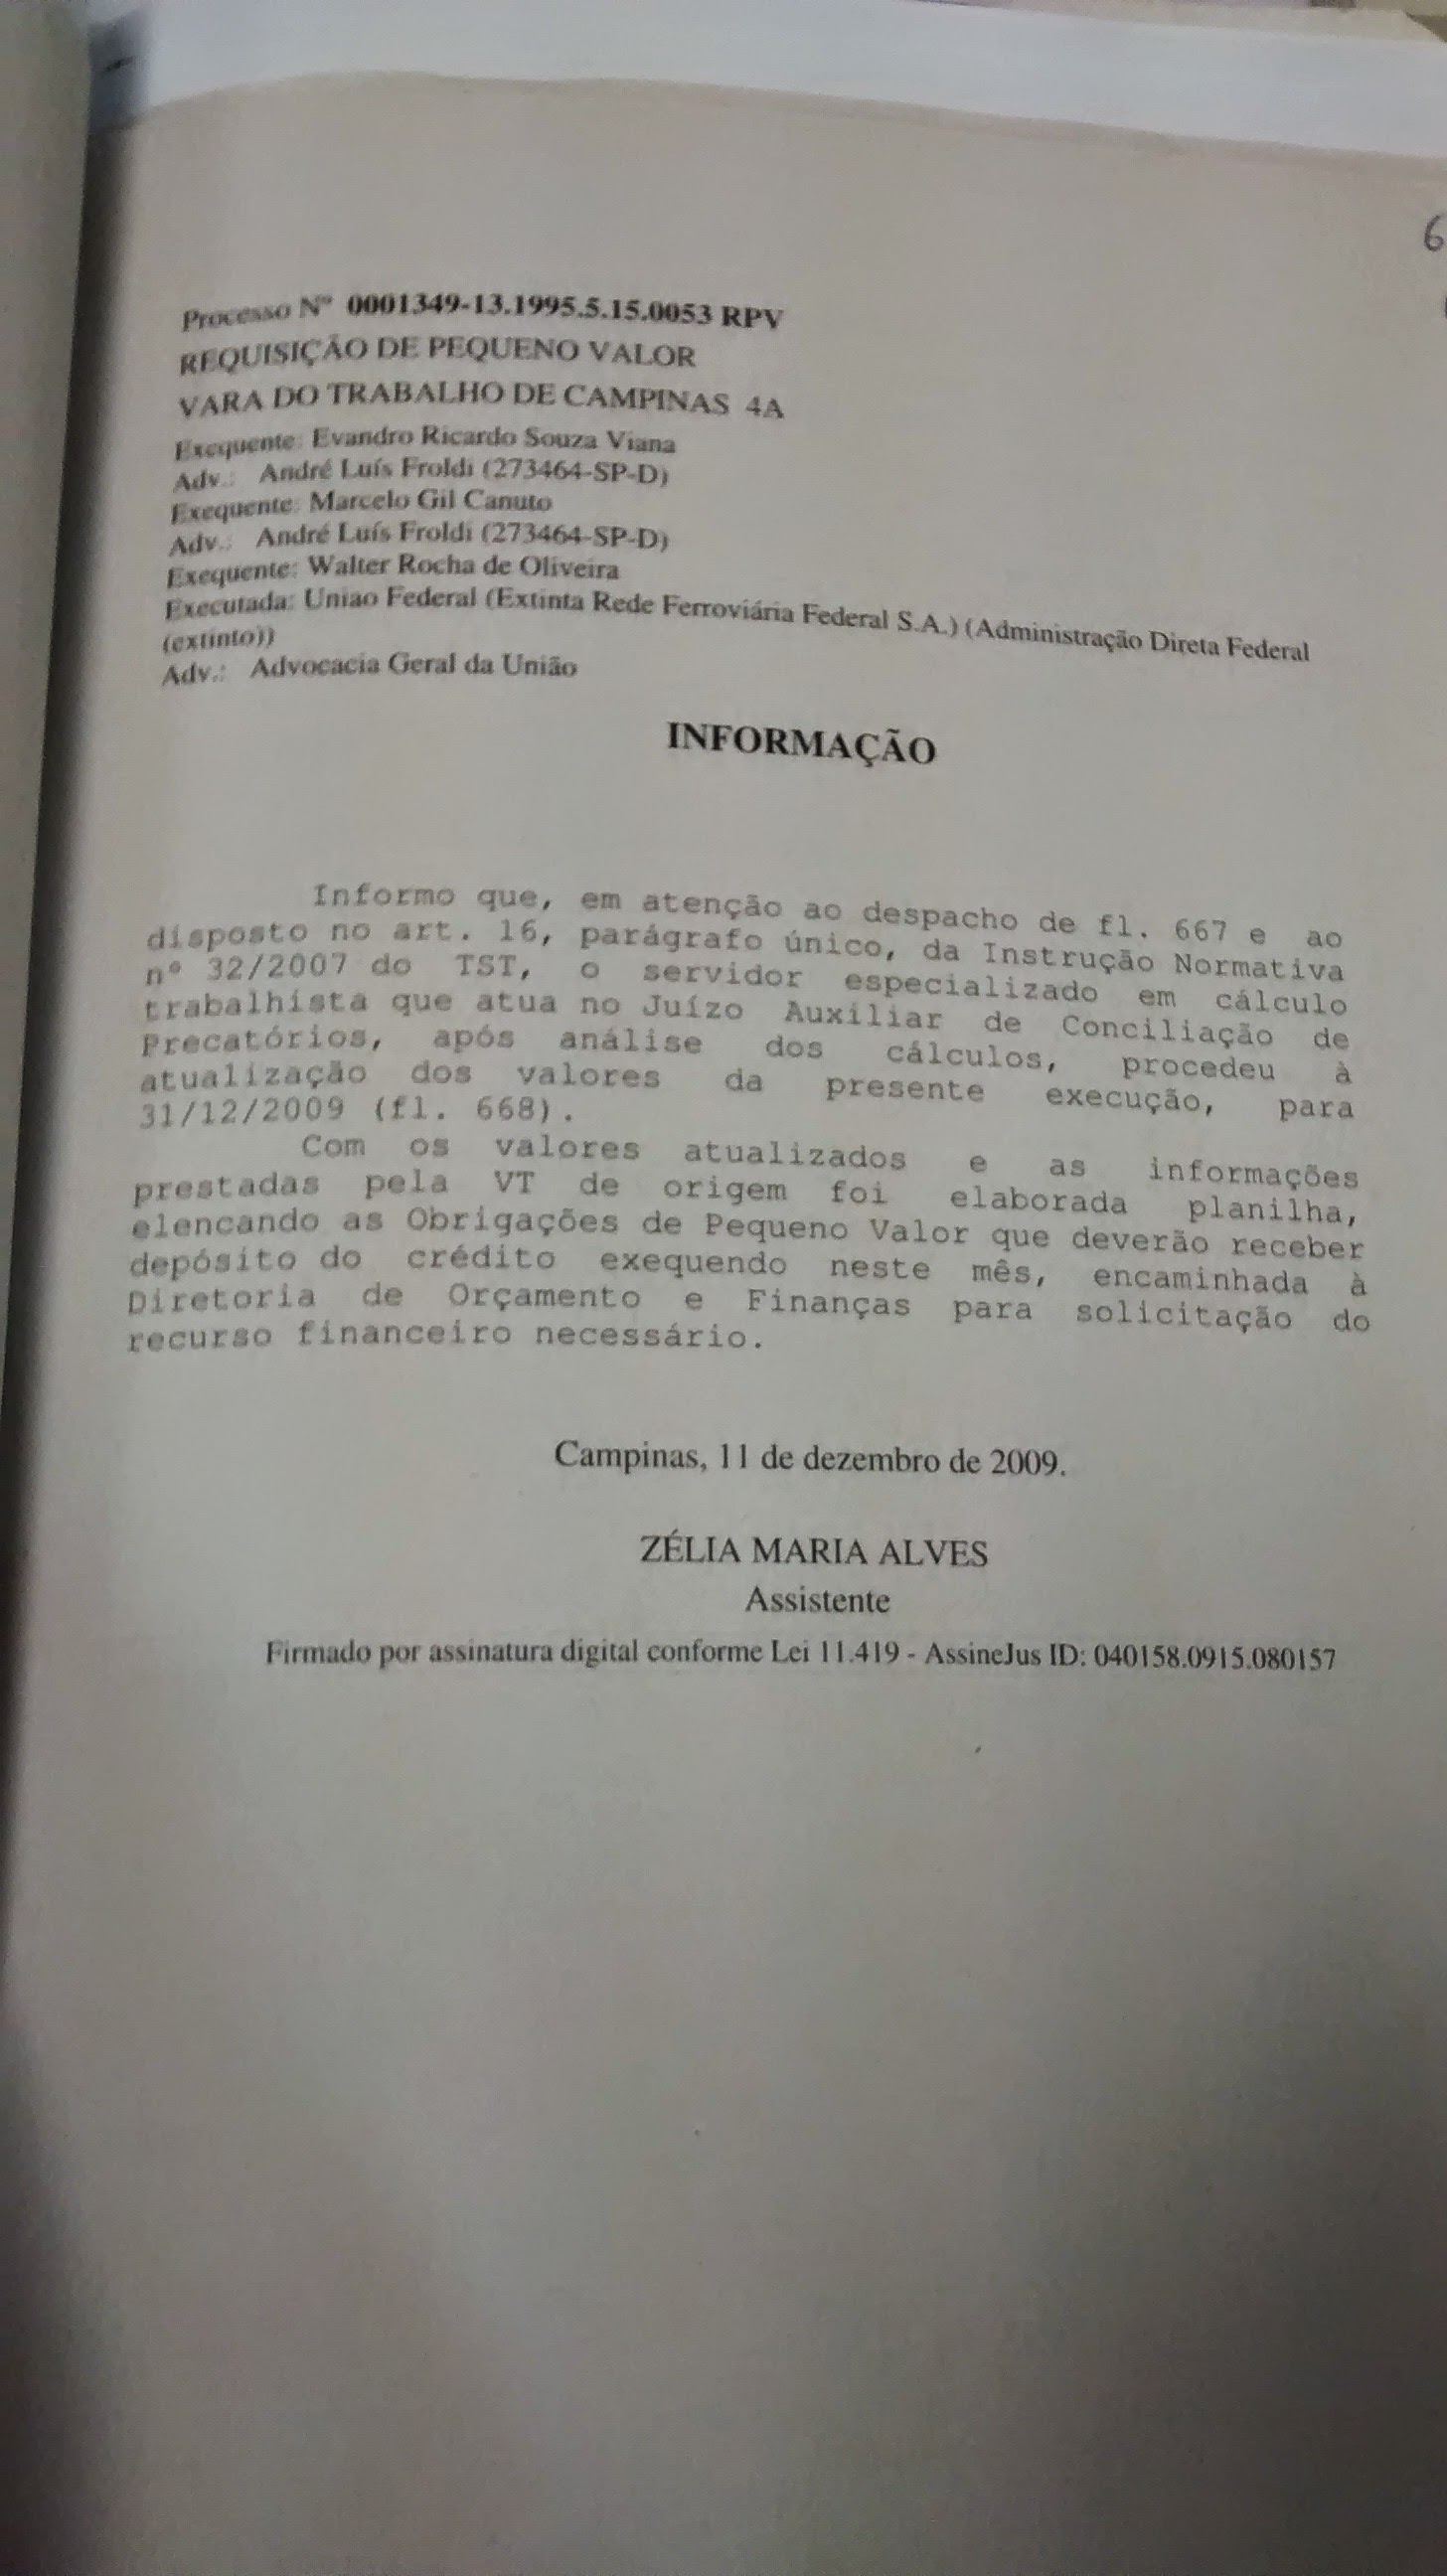 6
Processo Nº 0001349-13.1995.5.15.0053 RPV
REQUISIÇÃO DE PEQUENO VALOR
VARA DO TRABALHO DE CAMPINAS 4A
Exequente: Evandro Ricardo Souza Viana
Adv.: André Luís Froldi (273464-SP-D)
Exequente: Marcelo Gil Canuto
Adv.: André Luís Froldi (273464-SP-D)
Exequente: Walter Rocha de Oliveira
Executada: Uniao Federal (Extinta Rede Ferroviária Federal S.A.) (Administração Direta Federal
(extinto))
Adv.: Advocacia Geral da União
INFORMAÇÃO
Informo que, em atenção ao despacho de fl. 667 e ao
disposto no art. 16, parágrafo único, da Instrução Normativa
nº 32/2007 do TST, o servidor especializado em cálculo
trabalhista que atua no Juízo Auxiliar de Conciliação de
Precatórios, após análise dos cálculos, procedeu à
atualização dos valores da presente execução, para
31/12/2009 (fl. 668).
Com os valores atualizados e as informações
prestadas pela VT de origem foi elaborada planilha,
elencando as Obrigações de Pequeno Valor que deverão receber
depósito do crédito exequendo neste mês, encaminhada à
Diretoria de Orçamento e Finanças para solicitação do
recurso financeiro necessário.
Campinas, 11 de dezembro de 2009.
ZÉLIA MARIA ALVES
Assistente
Firmado por assinatura digital conforme Lei 11.419 - AssineJus ID: 040158.0915.080157